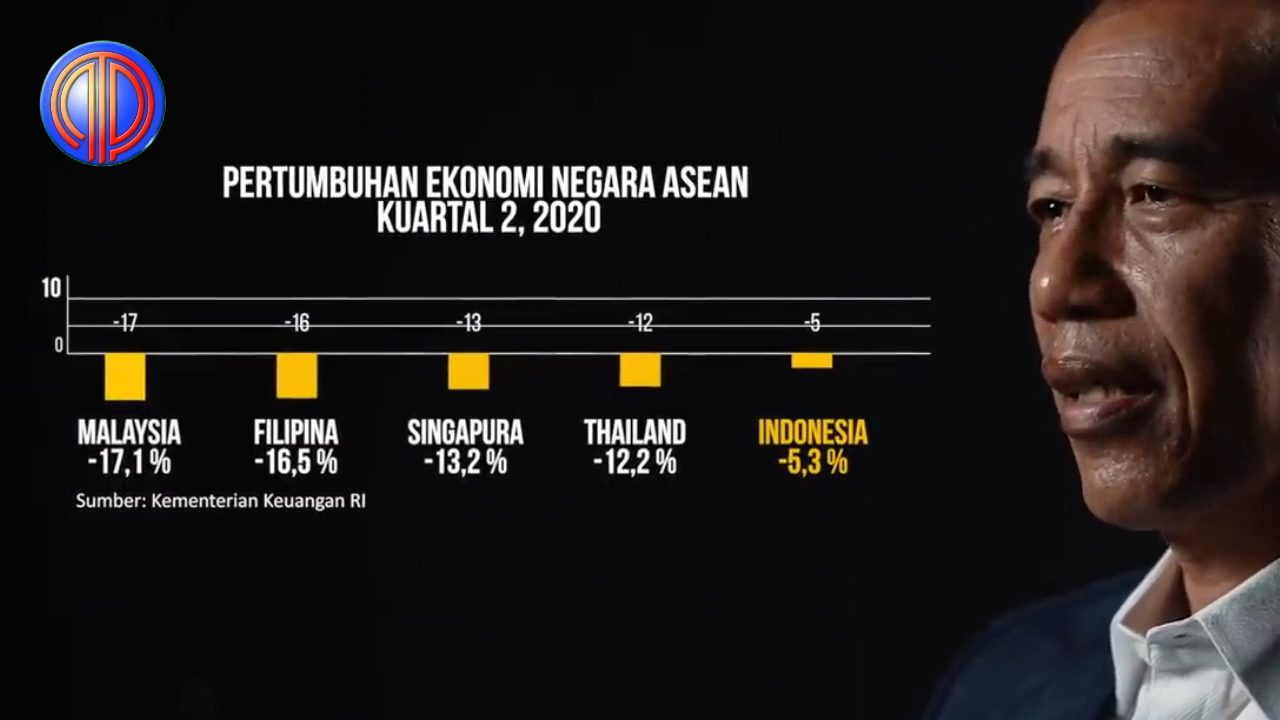 PERTUMBUHAN EKONOMI NEGARA ASEAN
KUARTAL 2, 2020
10
-17 -16 -13 -12 -5
0
MALAYSIA FILIPINA SINGAPURA THAILAND INDONESIA
-17,1 % -16,5 % -13,2 % -12,2 % -5,3 %
Sumber: Kementerian Keuangan RI